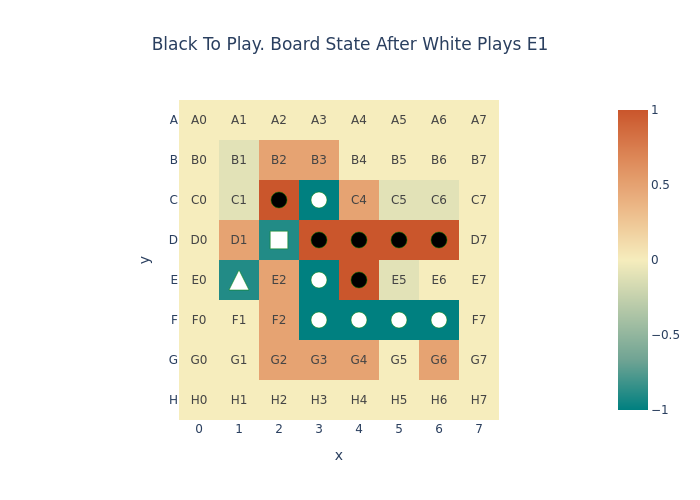 Black To Play. Board State After White Plays E1
A A0 A1 A2 A3 A4 A5 A6 A7
B B0 B1 B2 B3 B4 B5 B6 B7
C C0 C1 C4 C5 C6 C7
D D0 D1 D7
E E0 E2 E5 E6 E7
F F0 F1 F2 F7
G G0 G1 G2 G3 G4 G5 G6 G7
H H0 H1 H2 H3 H4 H5 H6 H7
0 1 2 3 4 5 6 7
x
y
1
0.5
0
−0.5
−1